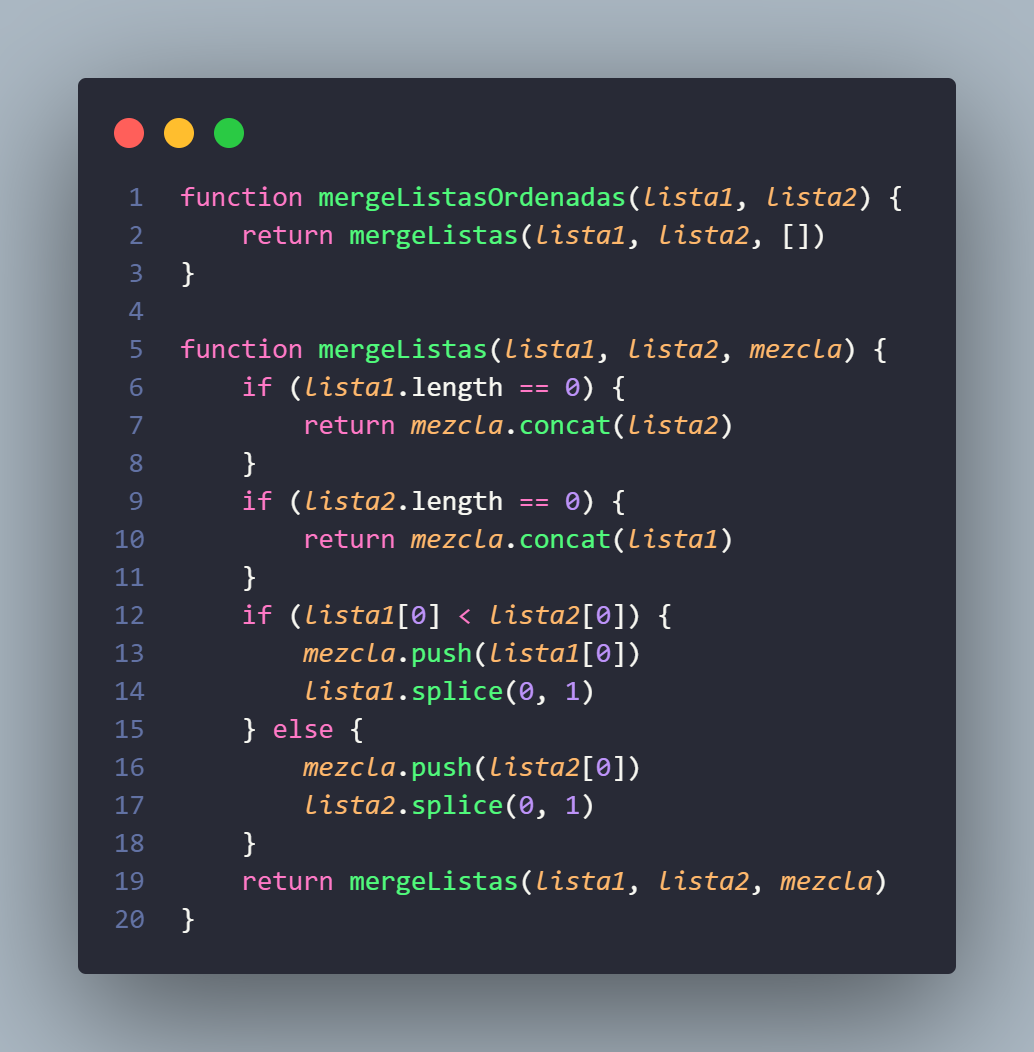 1 function mergeListasOrdenadas(lista1, lista2) {
2     return mergeListas(lista1, lista2, [])
3 }
4
5 function mergeListas(lista1, lista2, mezcla) {
6     if (lista1.length == 0) {
7         return mezcla.concat(lista2)
8     }
9     if (lista2.length == 0) {
10         return mezcla.concat(lista1)
11     }
12     if (lista1[0] < lista2[0]) {
13         mezcla.push(lista1[0])
14         lista1.splice(0, 1)
15     } else {
16         mezcla.push(lista2[0])
17         lista2.splice(0, 1)
18     }
19     return mergeListas(lista1, lista2, mezcla)
20 }